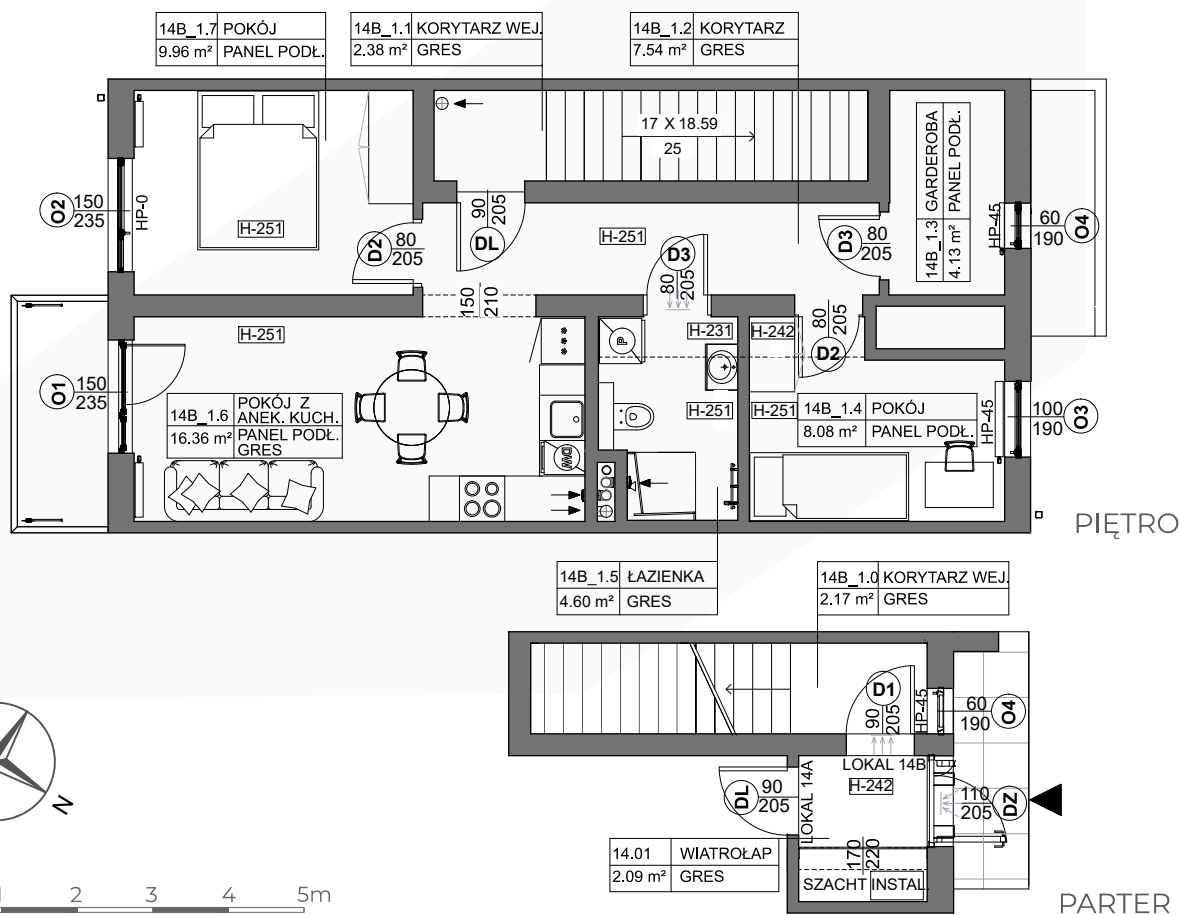 14B_1.7 POKÓJ
9.96 m² PANEL PODŁ.
14B_1.1 KORYTARZ WEJ.
2.38 m² GRES
14B_1.2 KORYTARZ
7.54 m² GRES
17 X 18.59
25
14B_1.3 GARDEROBA
4.13 m² PANEL PODŁ.
O2 150
235
HP-0
H-251
D2 80
205
DL 90
205
H-251
D3 80
205
D3 80
205
HP-45
60
190
O4
150
210
H-251
H-231
H-242
80
205
D2
P
O1 150
235
14B_1.6 POKÓJ Z
ANEK. KUCH.
16.36 m² PANEL PODŁ.
GRES
H-251
H-251
14B_1.4 POKÓJ
8.08 m² PANEL PODŁ.
HP-45
100
190
O3
DW
PIĘTRO
14B_1.5 ŁAZIENKA
4.60 m² GRES
14B_1.0 KORYTARZ WEJ.
2.17 m² GRES
D1
90
205
HP-45
60
190
O4
LOKAL 14B
LOKAL 14A
H-242
DL 90
205
110
205
DZ
14.01 WIATROŁAP
2.09 m² GRES
170
220
SZACHT INSTAL.
N
1 2 3 4 5m
PARTER